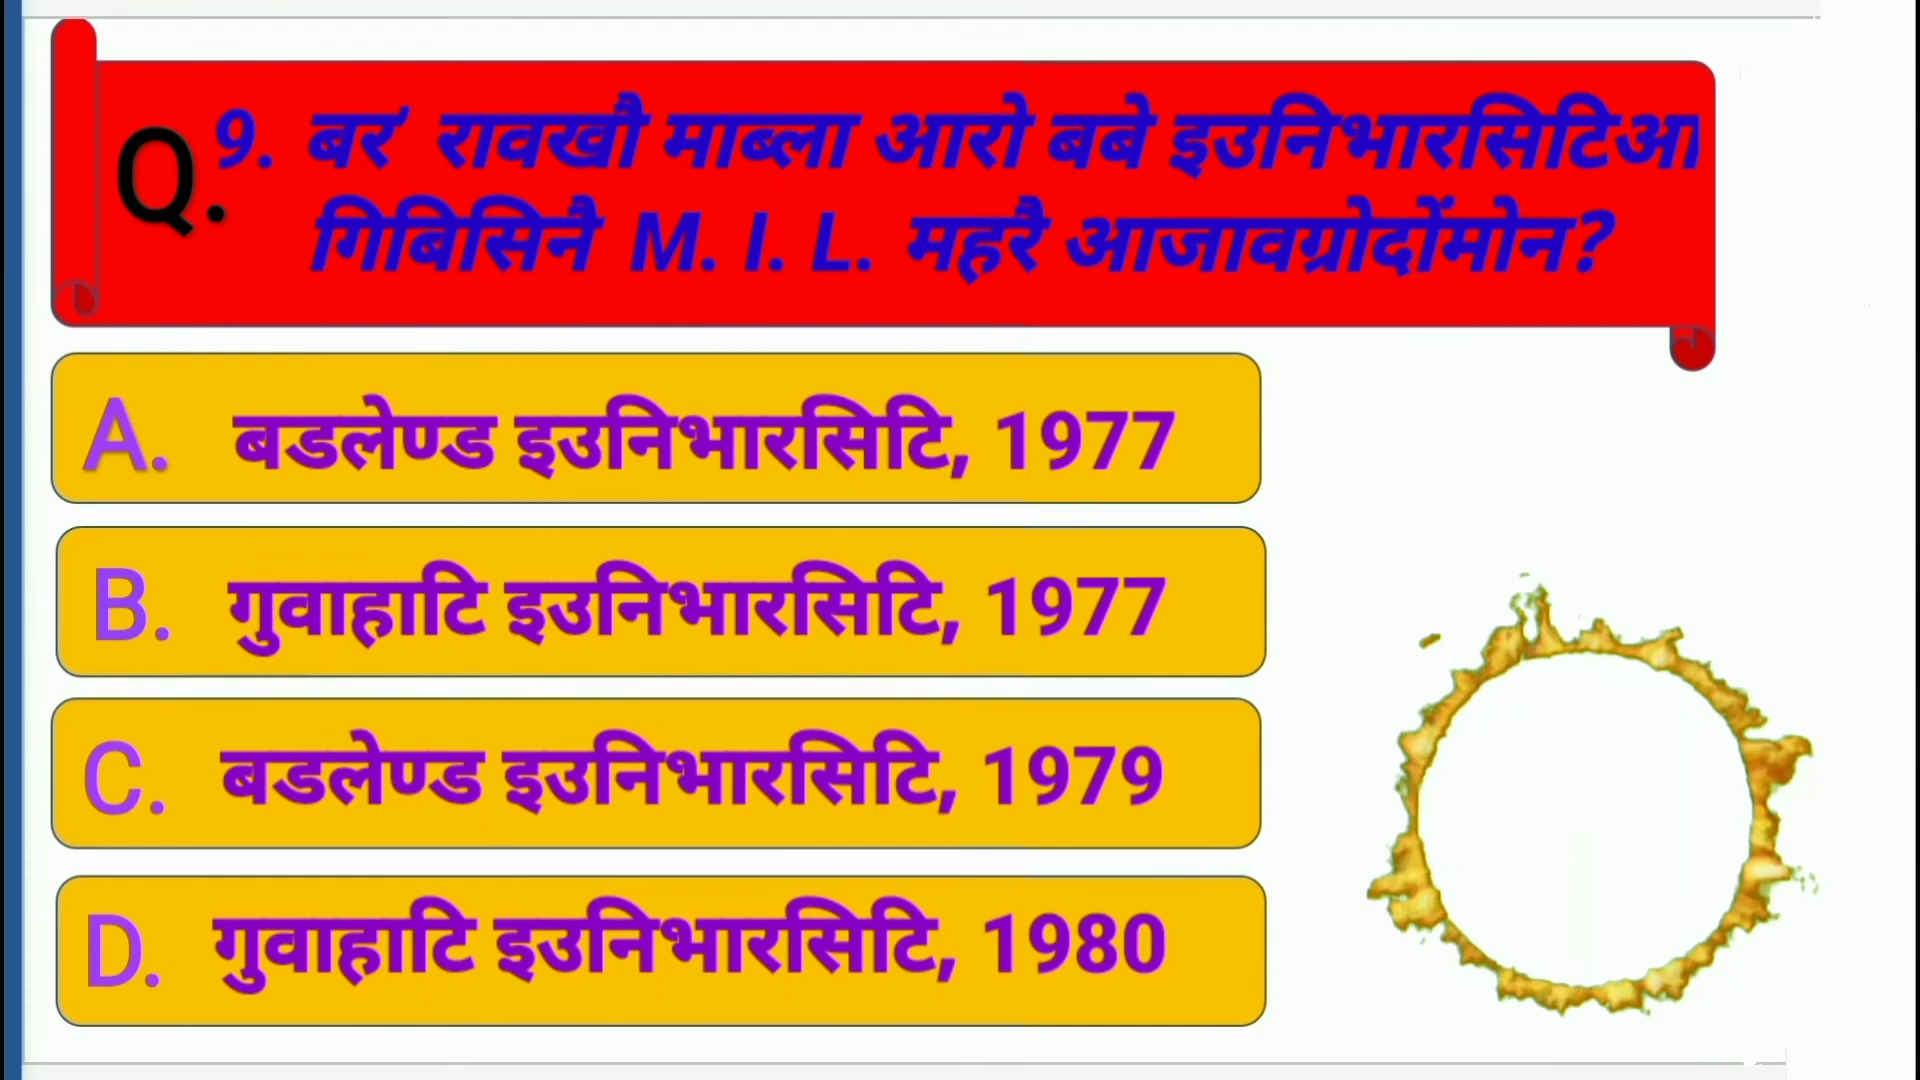 Q. 9. बर' रावखौ माब्ला आरो बबे इउनिभारसिटिआ
गिबिसिनै M. I. L. महरै आजावग्रोदोंमोन?
A. बडलेण्ड इउनिभारसिटि, 1977
B. गुवाहाटि इउनिभारसिटि, 1977
C. बडलेण्ड इउनिभारसिटि, 1979
D. गुवाहाटि इउनिभारसिटि, 1980